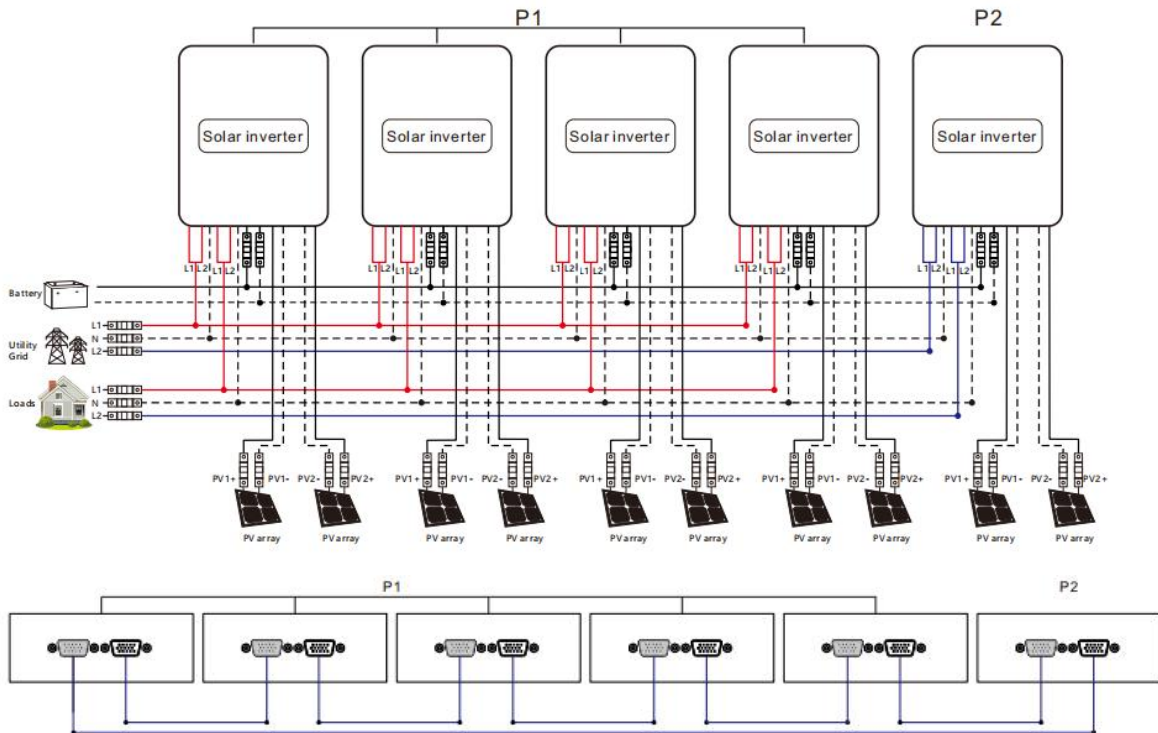 P1 P2
Solar inverter Solar inverter Solar inverter Solar inverter Solar inverter
L1 L2 L1 L2 L1 L2 L1 L2 L1 L2 L1 L2 L1 L2 L1 L2 L1 L2 L1 L2
Battery
L1
Utility Grid N
L2
L1
Loads N
L2
PV1+ PV1- PV2- PV2+ PV1+ PV1- PV2- PV2+ PV1+ PV1- PV2- PV2+ PV1+ PV1- PV2- PV2+ PV1+ PV1- PV2- PV2+
PV array PV array PV array PV array PV array PV array PV array PV array PV array PV array
P1 P2